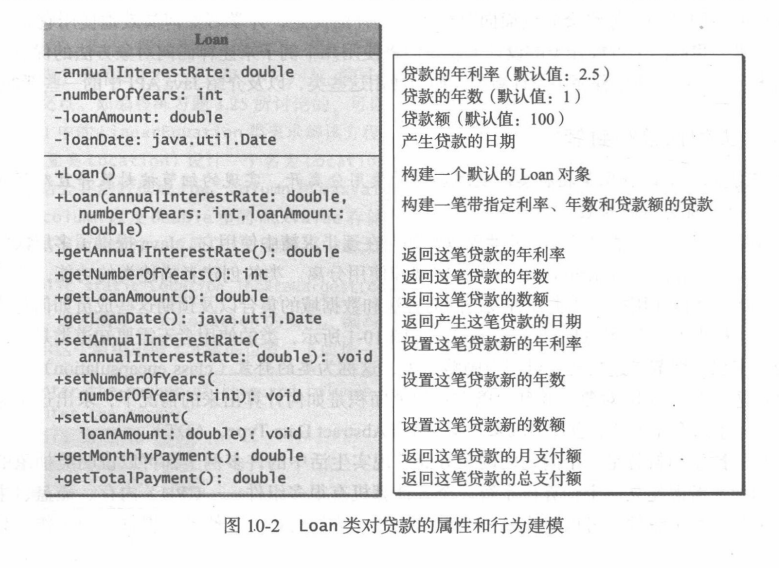 Loan
-annualInterestRate: double
-numberOfYears: int
-loanAmount: double
-loanDate: java.util.Date
+Loan()
+Loan(annualInterestRate: double,
numberOfYears: int,loanAmount:
double)
+getAnnualInterestRate(): double
+getNumberOfYears(): int
+getLoanAmount(): double
+getLoanDate(): java.util.Date
+setAnnualInterestRate(
annualInterestRate: double): void
+setNumberOfYears(
numberOfYears: int): void
+setLoanAmount(
loanAmount: double): void
+getMonthlyPayment(): double
+getTotalPayment(): double
贷款的年利率（默认值：2.5）
贷款的年数（默认值：1）
贷款额（默认值：100）
产生贷款的日期
构建一个默认的 Loan 对象
构建一笔带指定利率、年数和贷款额的贷款
返回这笔贷款的年利率
返回这笔贷款的年数
返回这笔贷款的数额
返回产生这笔贷款的日期
设置这笔贷款新的年利率
设置这笔贷款新的年数
设置这笔贷款新的数额
返回这笔贷款的月支付额
返回这笔贷款的总支付额
图 10-2 Loan 类对贷款的属性和行为建模